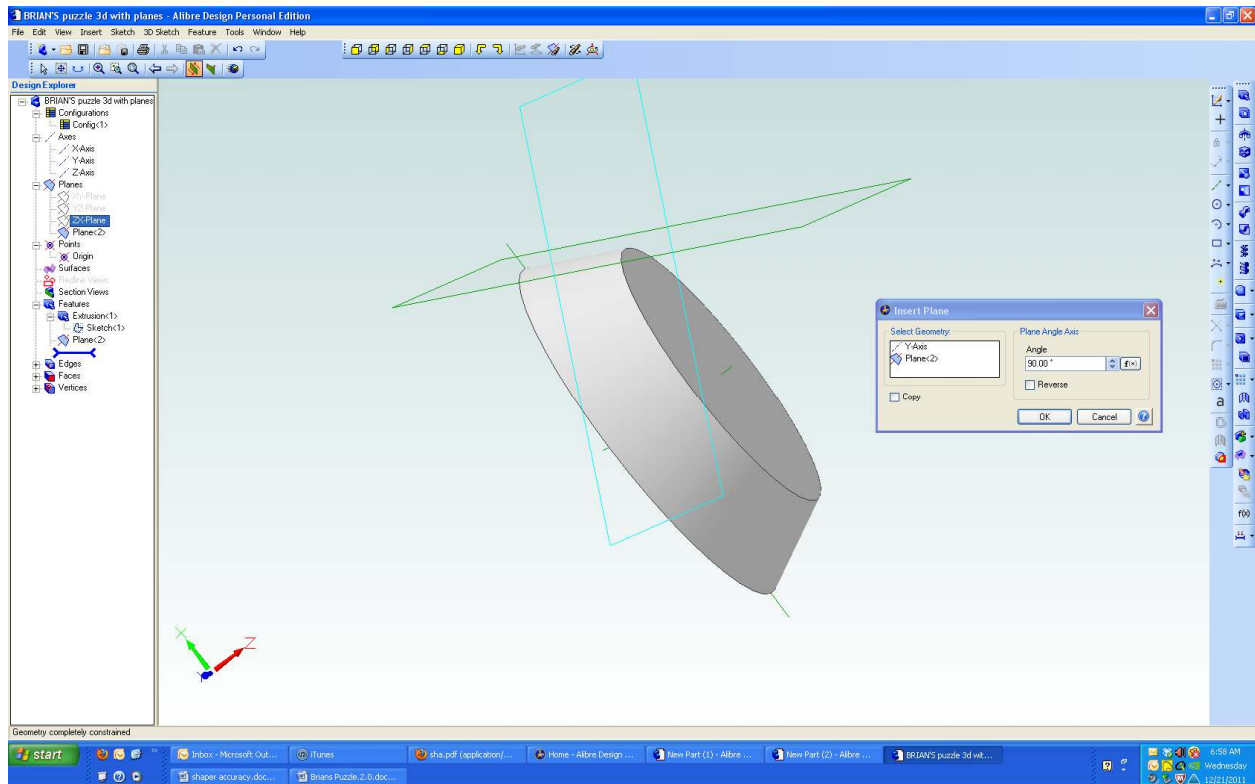 BRIAN'S puzzle 3d with planes - Alibre Design Personal Edition
File Edit View Insert Sketch 3D Sketch Feature Tools Window Help
Design Explorer
BRIAN'S puzzle 3d with planes
Configurations
Config<1>
Axes
X-Axis
Y-Axis
Z-Axis
Planes
XY-Plane
YZ-Plane
ZX-Plane
Plane<2>
Points
Origin
Surfaces
Redline Views
Section Views
Features
Extrusion<1>
Sketch<1>
Plane<2>
Edges
Faces
Vertices
Insert Plane
Select Geometry:
Y-Axis
Plane<2>
Copy
Plane Angle Axis
Angle
90.00 °
f(x)
Reverse
OK Cancel
a
f(x)
X
Z
Y
Geometry completely constrained
start
Inbox - Microsoft Out...
iTunes
sha.pdf (application/...
Home - Alibre Design ...
New Part (1) - Alibre ...
New Part (2) - Alibre ...
BRIAN'S puzzle 3d wit...
shaper accuracy.doc...
Brians Puzzle.2.0.doc...
6:58 AM
Wednesday
12/21/2011